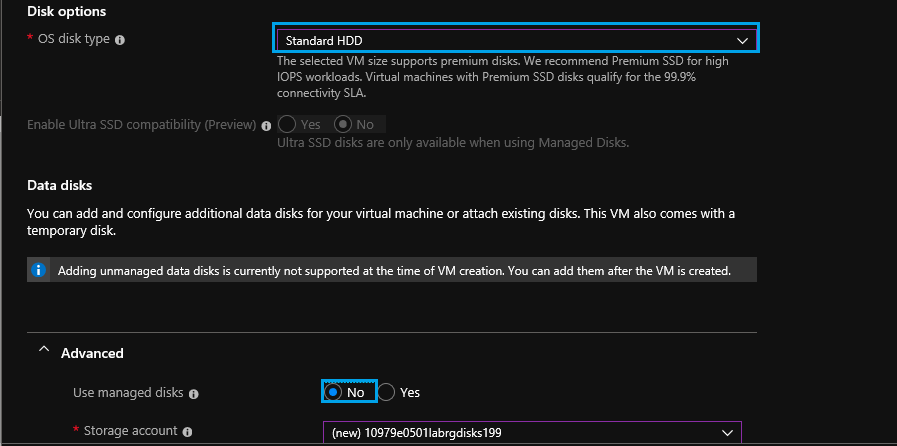 Disk options
* OS disk type
Standard HDD
The selected VM size supports premium disks. We recommend Premium SSD for high
IOPS workloads. Virtual machines with Premium SSD disks qualify for the 99.9%
connectivity SLA.
Enable Ultra SSD compatibility (Preview) Yes No
Ultra SSD disks are only available when using Managed Disks.
Data disks
You can add and configure additional data disks for your virtual machine or attach existing disks. This VM also comes with a
temporary disk.
Adding unmanaged data disks is currently not supported at the time of VM creation. You can add them after the VM is created.
Advanced
Use managed disks No Yes
* Storage account (new) 10979e0501labrgdisks199